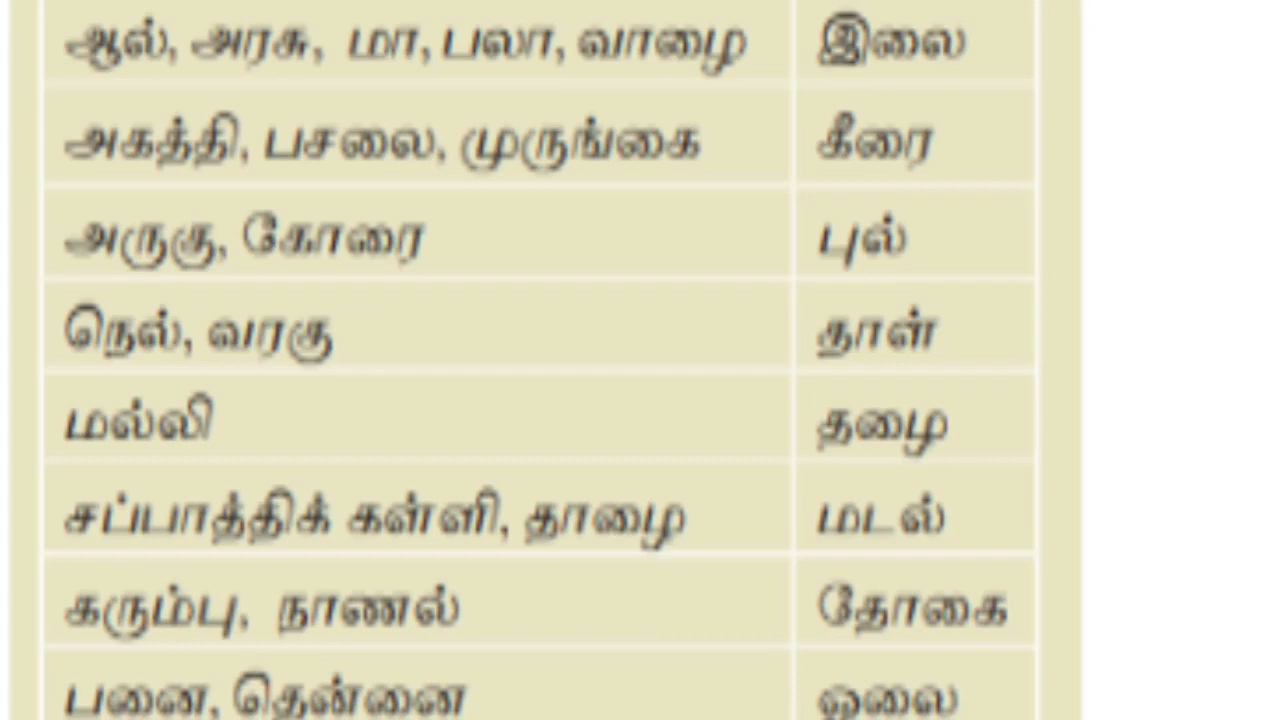 ஆல், அரசு, மா, பலா, வாழை இலை
அகத்தி, பசலை, முருங்கை கீரை
அருகு, கோரை புல்
நெல், வரகு தாள்
மல்லி தழை
சப்பாத்திக் கள்ளி, தாழை மடல்
கரும்பு, நாணல் தோகை
பனை, தென்னை ஓலை